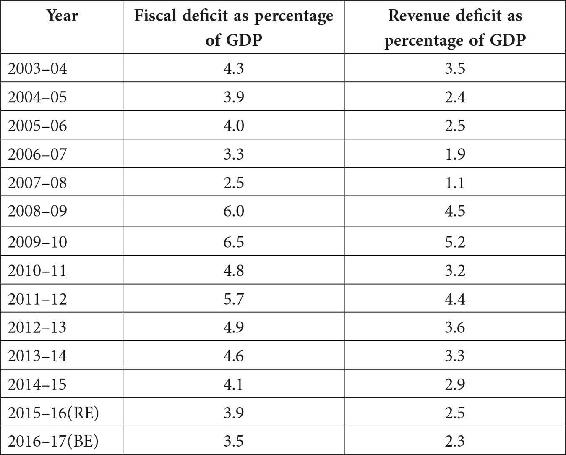 Year Fiscal deficit as percentage Revenue deficit as
of GDP percentage of GDP
2003–04 4.3 3.5
2004–05 3.9 2.4
2005–06 4.0 2.5
2006–07 3.3 1.9
2007–08 2.5 1.1
2008–09 6.0 4.5
2009–10 6.5 5.2
2010–11 4.8 3.2
2011–12 5.7 4.4
2012–13 4.9 3.6
2013–14 4.6 3.3
2014–15 4.1 2.9
2015–16(RE) 3.9 2.5
2016–17(BE) 3.5 2.3